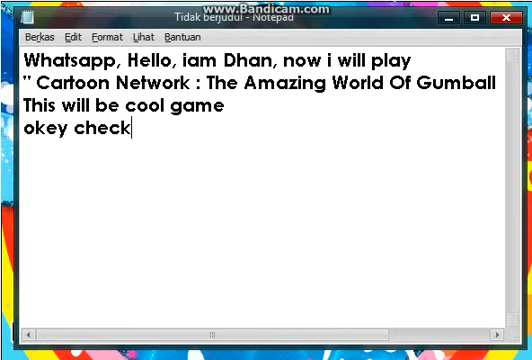 www.Bandicam.com
Tidak berjudul - Notepad
Berkas Edit Format Lihat Bantuan
Whatsapp, Hello, iam Dhan, now i will play
" Cartoon Network : The Amazing World Of Gumball
This will be cool game
okey check